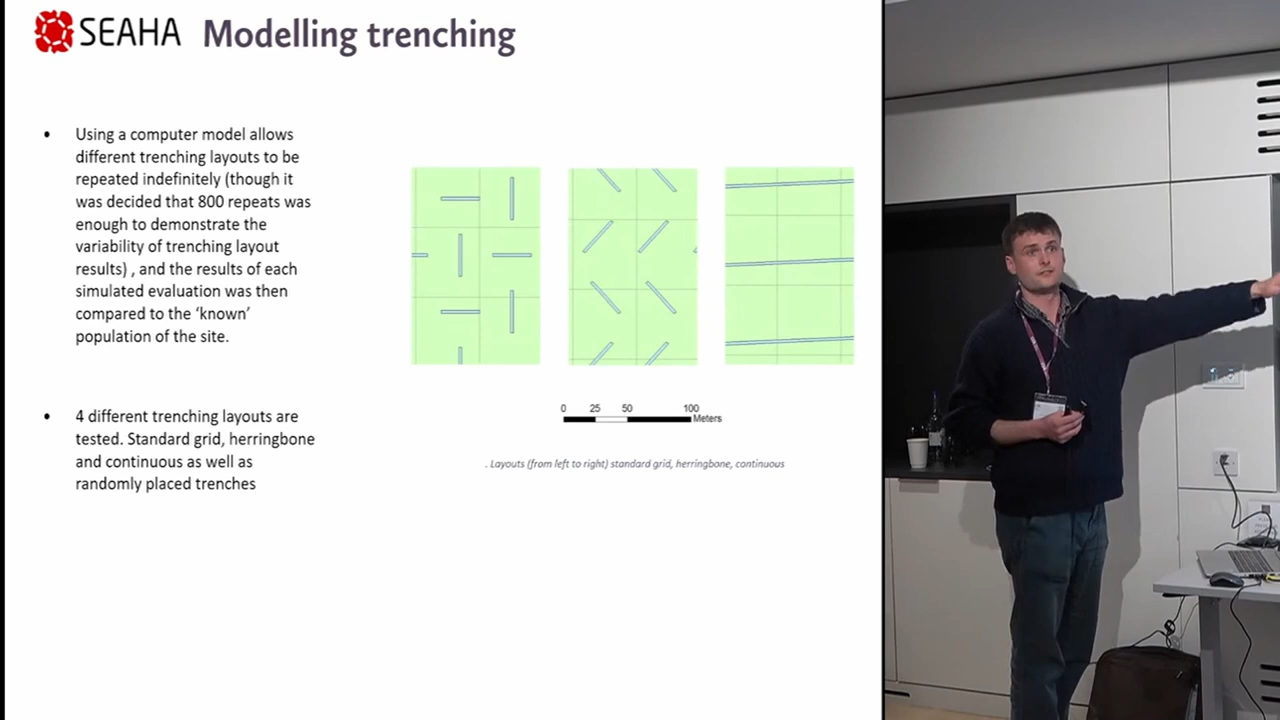 SEAHA Modelling trenching
• Using a computer model allows
different trenching layouts to be
repeated indefinitely (though it
was decided that 800 repeats was
enough to demonstrate the
variability of trenching layout
results) , and the results of each
simulated evaluation was then
compared to the ‘known’
population of the site.
• 4 different trenching layouts are
tested. Standard grid, herringbone
and continuous as well as
randomly placed trenches
0 25 50 100
Meters
. Layouts (from left to right) standard grid, herringbone, continuous